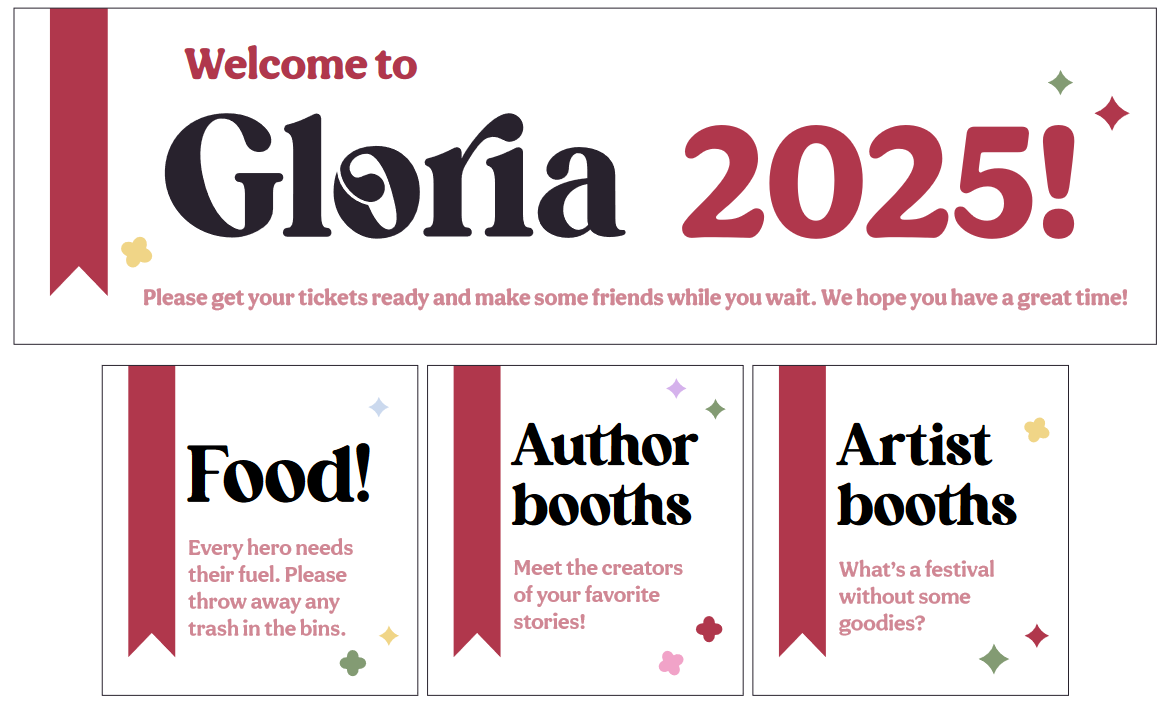 Welcome to
Gloria 2025!
Please get your tickets ready and make some friends while you wait. We hope you have a great time!
Food!
Every hero needs
their fuel. Please
throw away any
trash in the bins.
Author
booths
Meet the creators
of your favorite
stories!
Artist
booths
What’s a festival
without some
goodies?